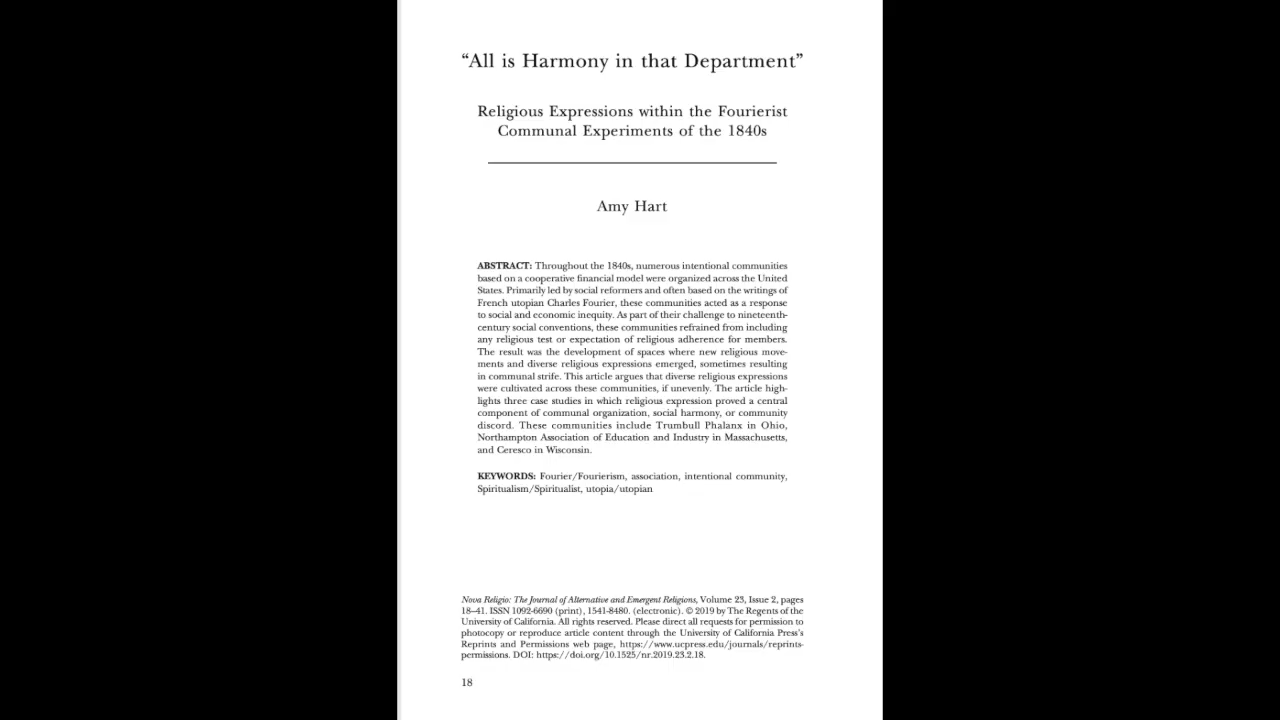 “All is Harmony in that Department”
Religious Expressions within the Fourierist
Communal Experiments of the 1840s
Amy Hart
ABSTRACT: Throughout the 1840s, numerous intentional communities
based on a cooperative financial model were organized across the United
States. Primarily led by social reformers and often based on the writings of
French utopian Charles Fourier, these communities acted as a response
to social and economic inequity. As part of their challenge to nineteenth-
century social conventions, these communities refrained from including
any religious test or expectation of religious adherence for members.
The result was the development of spaces where new religious move-
ments and diverse religious expressions emerged, sometimes resulting
in communal strife. This article argues that diverse religious expressions
were cultivated across these communities, if unevenly. The article high-
lights three case studies in which religious expression proved a central
component of communal organization, social harmony, or community
discord. These communities include Trumbull Phalanx in Ohio,
Northampton Association of Education and Industry in Massachusetts,
and Ceresco in Wisconsin.
KEYWORDS: Fourier/Fourierism, association, intentional community,
Spiritualism/Spiritualist, utopia/utopian
Nova Religio: The Journal of Alternative and Emergent Religions, Volume 23, Issue 2, pages
18–41. ISSN 1092-6690 (print), 1541-8480. (electronic). © 2019 by The Regents of the
University of California. All rights reserved. Please direct all requests for permission to
photocopy or reproduce article content through the University of California Press’s
Reprints and Permissions web page, https://www.ucpress.edu/journals/reprints-
permissions. DOI: https://doi.org/10.1525/nr.2019.23.2.18.
18